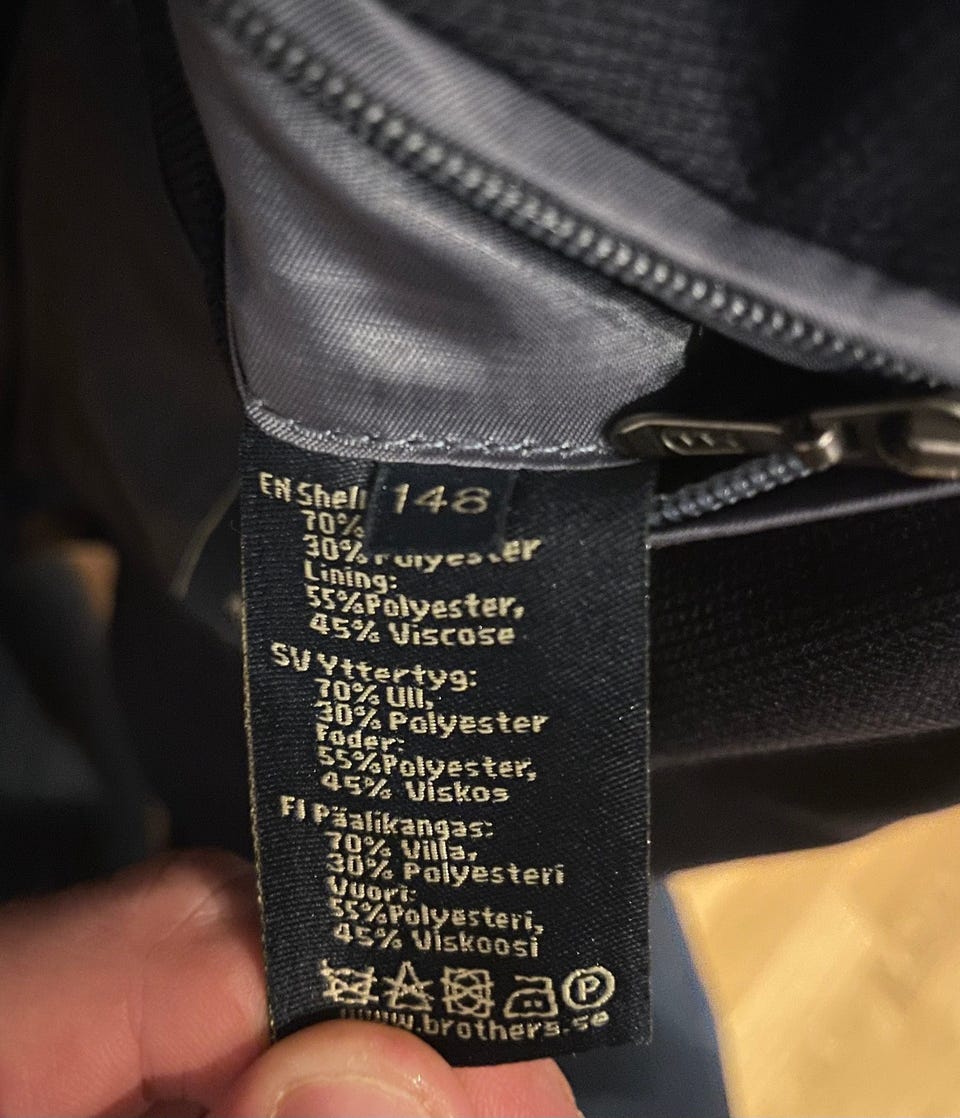 EN Shell
148
70%
30% Polyester
Lining:
55%Polyester,
45% Viscose
SV Yttertyg:
70% Ull,
30% Polyester
Foder:
55%Polyester,
45% Viskos
FI Päälikangas:
70% Villa,
30% Polyesteri
Vuori:
55%Polyesteri,
45% Viskoosi
P
www.brothers.se